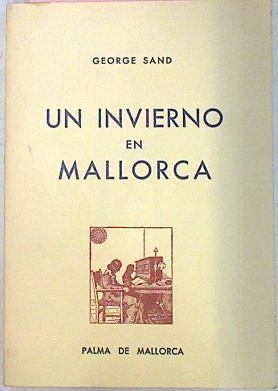 GEORGE SAND
UN INVIERNO
EN
MALLORCA
PALMA DE MALLORCA